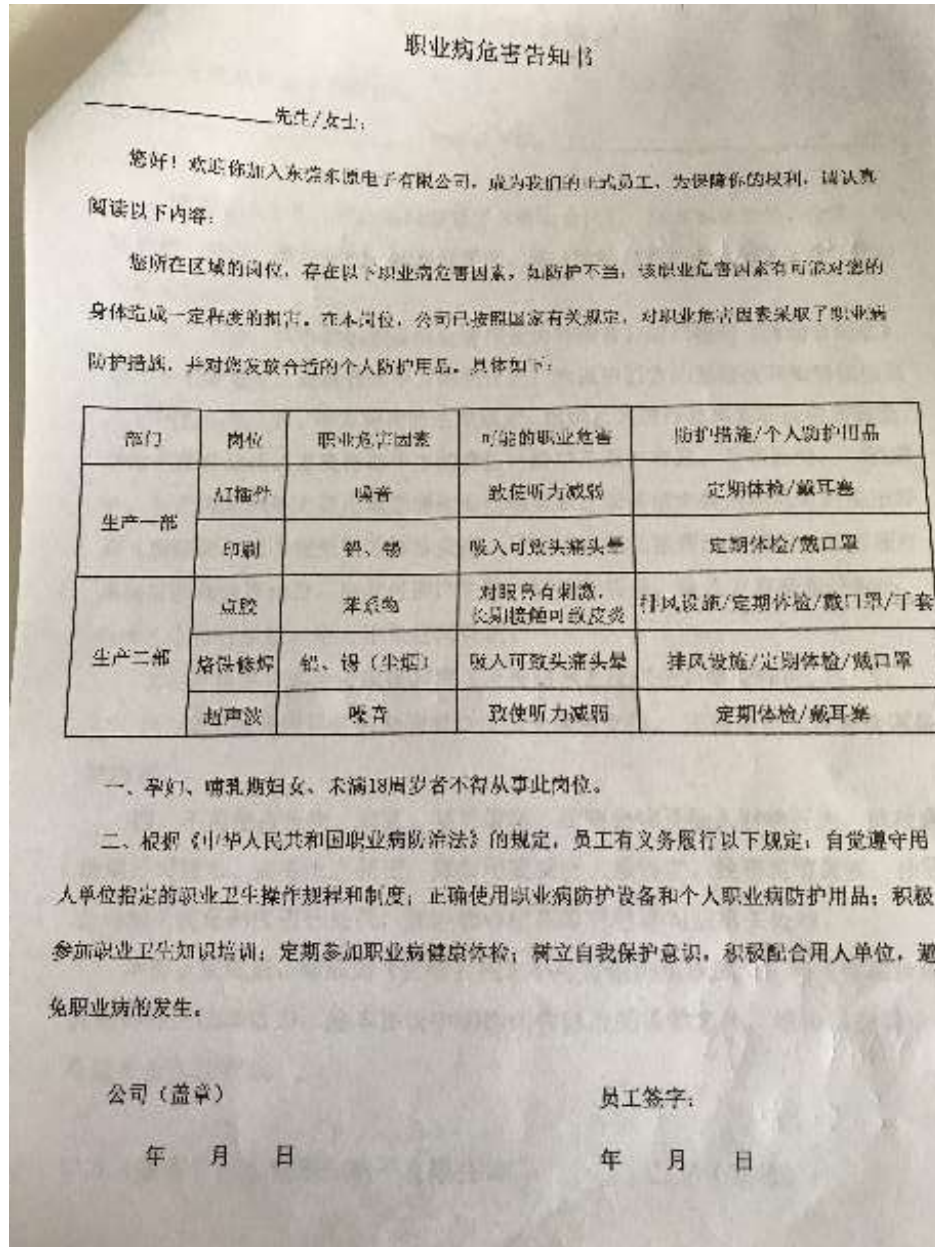 职业病危害告知书
先生/女士:
您好！欢迎你加入东莞东原电子有限公司，成为我们的正式员工，为保障你的权利，请认真
阅读以下内容:
您所在区域的岗位，存在以下职业病危害因素，如防护不当，该职业危害因素有可能对您的
身体造成一定程度的损害。在本岗位，公司已按照国家有关规定，对职业危害因素采取了职业病
防护措施，并对您发放合适的个人防护用品。具体如下:
部门 岗位 职业危害因素 可能的职业危害 防护措施/个人防护用品
生产一部 AI插件 噪音 致使听力减弱 定期体检/戴耳塞
印刷 铅、锡 吸入可致头痛头晕 定期体检/戴口罩
生产二部 点胶 苯系物 对眼鼻有刺激，长期接触可致皮炎 排风设施/定期体检/戴口罩/手套
烙铁修焊 铅、锡（尘烟） 吸入可致头痛头晕 排风设施/定期体检/戴口罩
超声波 噪音 致使听力减弱 定期体检/戴耳塞
一、孕妇、哺乳期妇女、未满18周岁者不得从事此岗位。
二、根据《中华人民共和国职业病防治法》的规定，员工有义务履行以下规定：自觉遵守用
人单位指定的职业卫生操作规程和制度；正确使用职业病防护设备和个人职业病防护用品；积极
参加职业卫生知识培训；定期参加职业病健康体检；树立自我保护意识，积极配合用人单位，避
免职业病的发生。
公司（盖章） 员工签字:
年 月 日 年 月 日